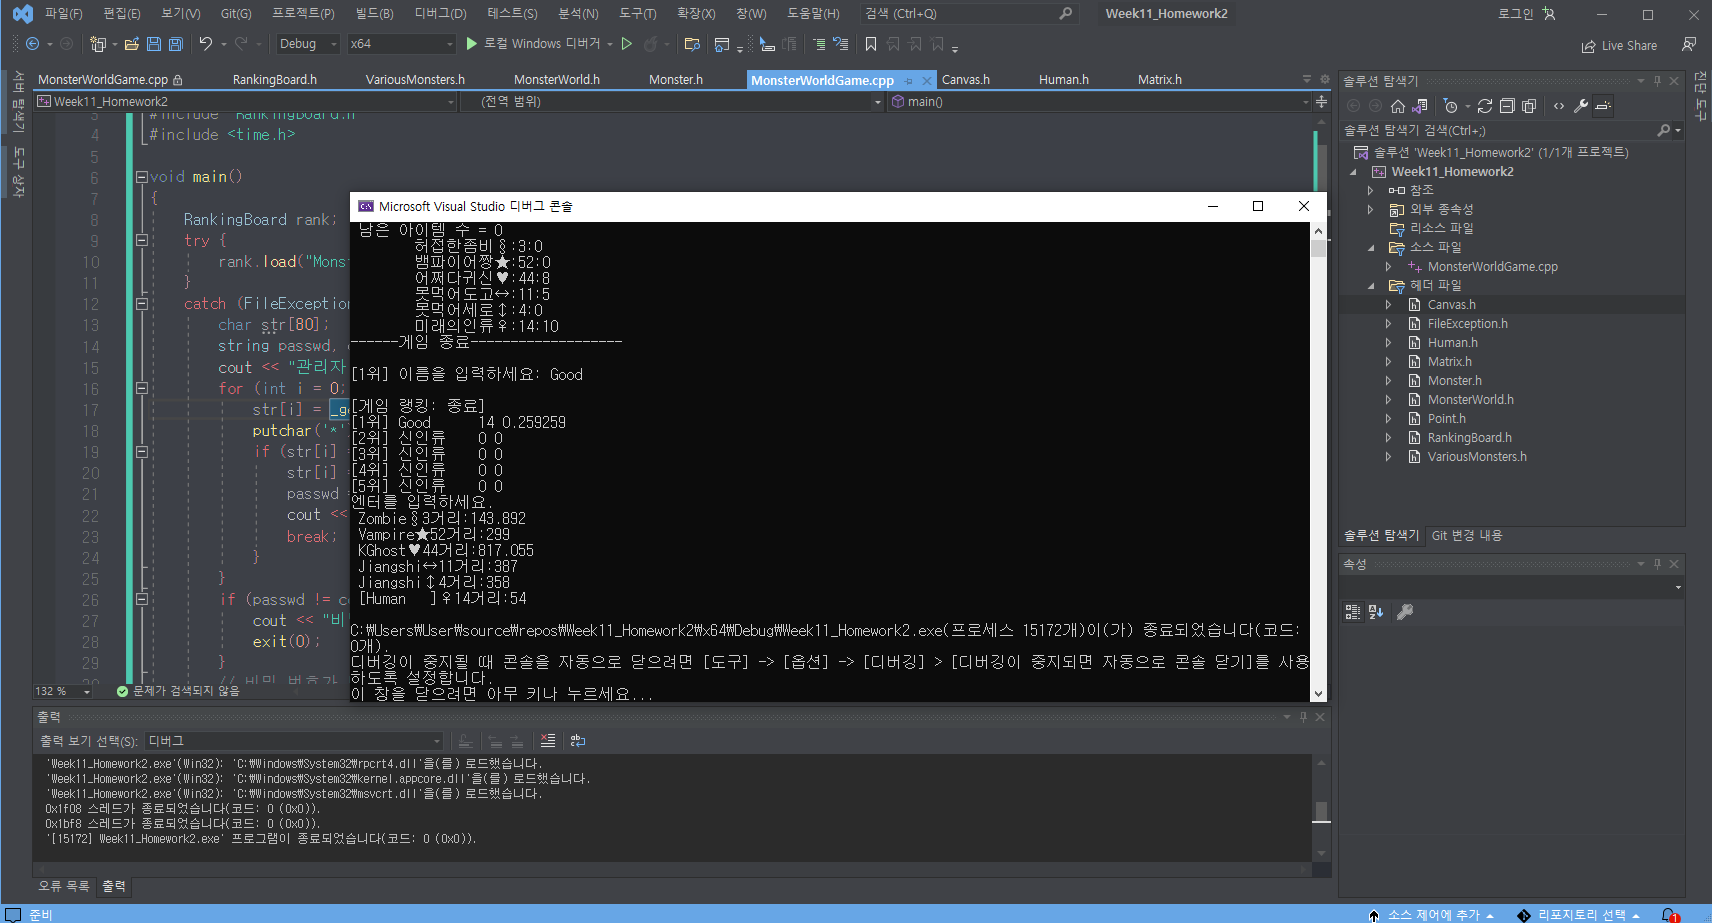 파일(F) 편집(E) 보기(V) Git(G) 프로젝트(P) 빌드(B) 디버그(D) 테스트(S) 분석(N) 도구(T) 확장(X) 창(W) 도움말(H) 검색 (Ctrl+Q) Week11_Homework2 로그인
Debug x64 로컬 Windows 디버거 Live Share
서버 탐색기
도구 상자
진단 도구
MonsterWorldGame.cpp RankingBoard.h VariousMonsters.h MonsterWorld.h Monster.h MonsterWorldGame.cpp Canvas.h Human.h Matrix.h
Week11_Homework2 (전역 범위) main()
3 #include "RankingBoard.h"
4 #include <time.h>
5
6 void main()
7 {
8 RankingBoard rank;
9 try {
10 rank.load("Mons
11 }
12 catch (FileException
13 char str[80];
14 string passwd,
15 cout << "관리자
16 for (int i = 0;
17 str[i] = _g
18 putchar('*'
19 if (str[i] =
20 str[i] =
21 passwd =
22 cout <<
23 break;
24 }
25 }
26 if (passwd != c
27 cout << "비
28 exit(0);
29 }
132 % 문제가 검색되지 않음
Microsoft Visual Studio 디버그 콘솔
남은 아이템 수 = 0
허접한좀비§:3:0
뱀파이어짱★:52:0
어쩌다귀신♥:44:8
못먹어도고↔:11:5
못먹어세로↕:4:0
미래의인류♀:14:10
------게임 종료-------------------
[1위] 이름을 입력하세요: Good
[게임 랭킹: 종료]
[1위] Good 14 0.259259
[2위] 신인류 0 0
[3위] 신인류 0 0
[4위] 신인류 0 0
[5위] 신인류 0 0
엔터를 입력하세요.
Zombie§3거리:143.892
Vampire★52거리:299
KGhost♥44거리:817.055
Jiangshi↔11거리:387
Jiangshi↕4거리:358
[Human ]♀14거리:54
C:₩Users₩User₩source₩repos₩Week11_Homework2₩x64₩Debug₩Week11_Homework2.exe(프로세스 15172개)이(가) 종료되었습니다(코드:
0개).
디버깅이 중지될 때 콘솔을 자동으로 닫으려면 [도구] -> [옵션] -> [디버깅] > [디버깅이 중지되면 자동으로 콘솔 닫기]를 사용
하도록 설정합니다.
이 창을 닫으려면 아무 키나 누르세요...
솔루션 탐색기
솔루션 탐색기 검색(Ctrl+;)
솔루션 'Week11_Homework2' (1/1개 프로젝트)
Week11_Homework2
참조
외부 종속성
리소스 파일
소스 파일
MonsterWorldGame.cpp
헤더 파일
Canvas.h
FileException.h
Human.h
Matrix.h
Monster.h
MonsterWorld.h
Point.h
RankingBoard.h
VariousMonsters.h
솔루션 탐색기 Git 변경 내용
속성
출력
출력 보기 선택(S): 디버그
'Week11_Homework2.exe'(Win32): 'C:₩Windows₩System32₩rpcrt4.dll'을(를) 로드했습니다.
'Week11_Homework2.exe'(Win32): 'C:₩Windows₩System32₩kernel.appcore.dll'을(를) 로드했습니다.
'Week11_Homework2.exe'(Win32): 'C:₩Windows₩System32₩msvcrt.dll'을(를) 로드했습니다.
0x1f08 스레드가 종료되었습니다(코드: 0 (0x0)).
0x1bf8 스레드가 종료되었습니다(코드: 0 (0x0)).
'[15172] Week11_Homework2.exe' 프로그램이 종료되었습니다(코드: 0 (0x0)).
오류 목록 출력
준비 소스 제어에 추가 리포지토리 선택 1